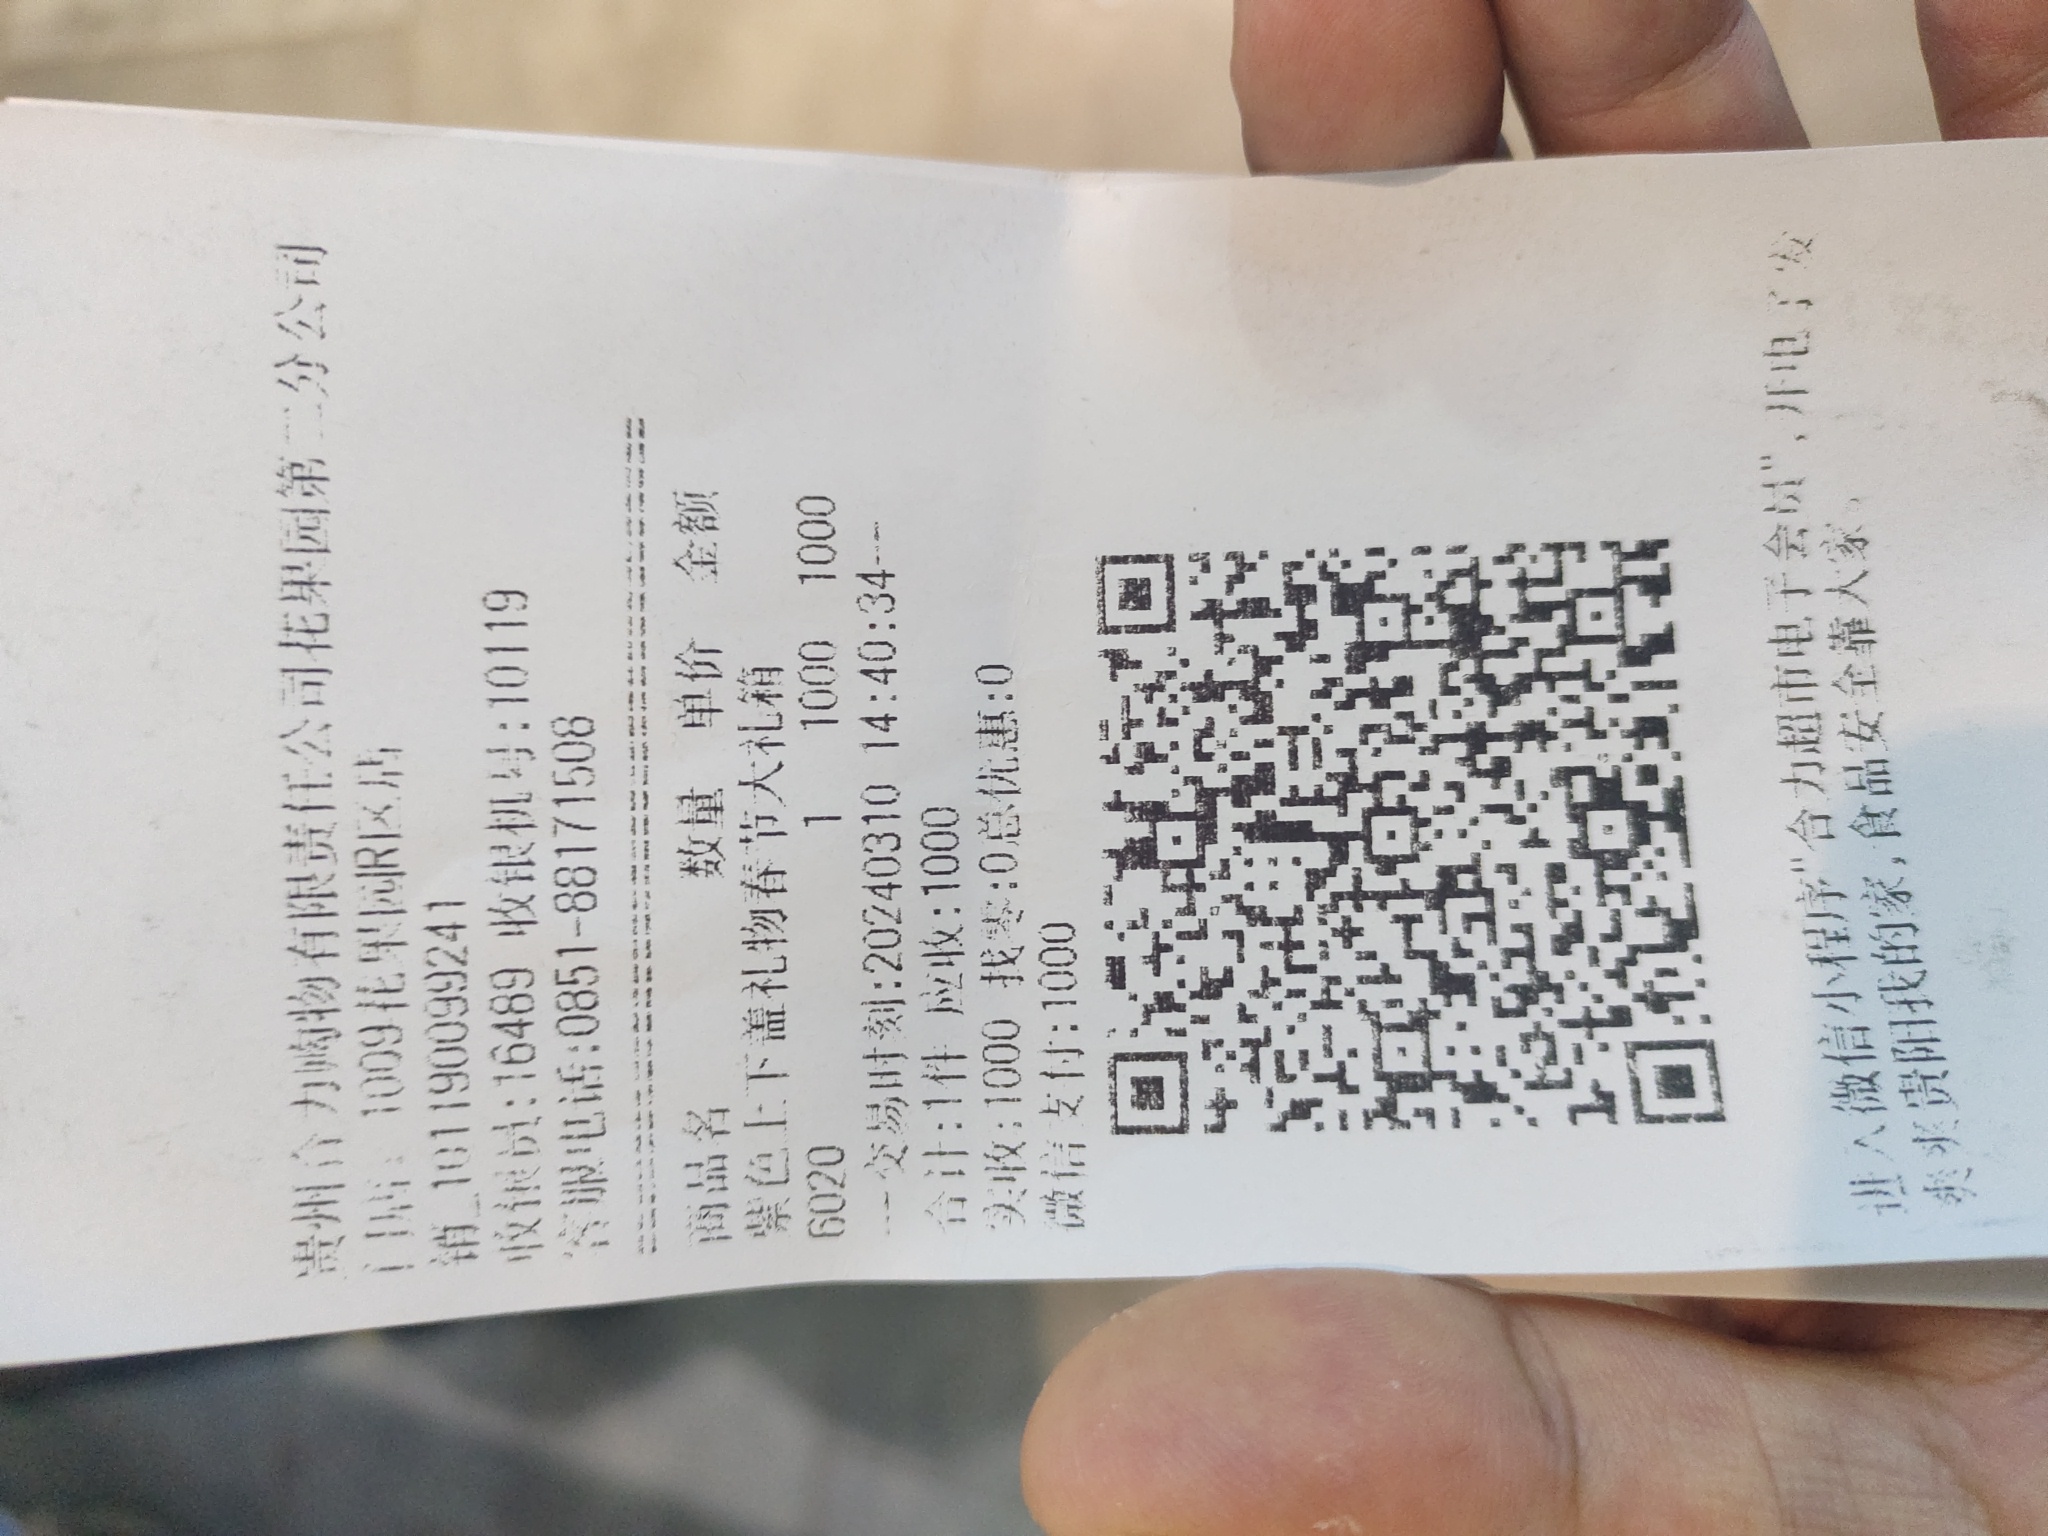 贵州合力购物有限责任公司花果园第二分公司
门店: 1009花果园R区店
销_101190099241
收银员:16489 收银机号:10119
客服电话:0851-88171508
商品名 数量 单价 金额
紫色上下盖礼物春节大礼箱
6020 1 1000 1000
---交易时刻:20240310 14:40:34---
合计:1件 应收:1000
实收:1000 找零:0总优惠:0
微信支付:1000
进入微信小程序"合力超市电子会员",开电子发
爽爽贵阳我的家,食品安全靠大家。